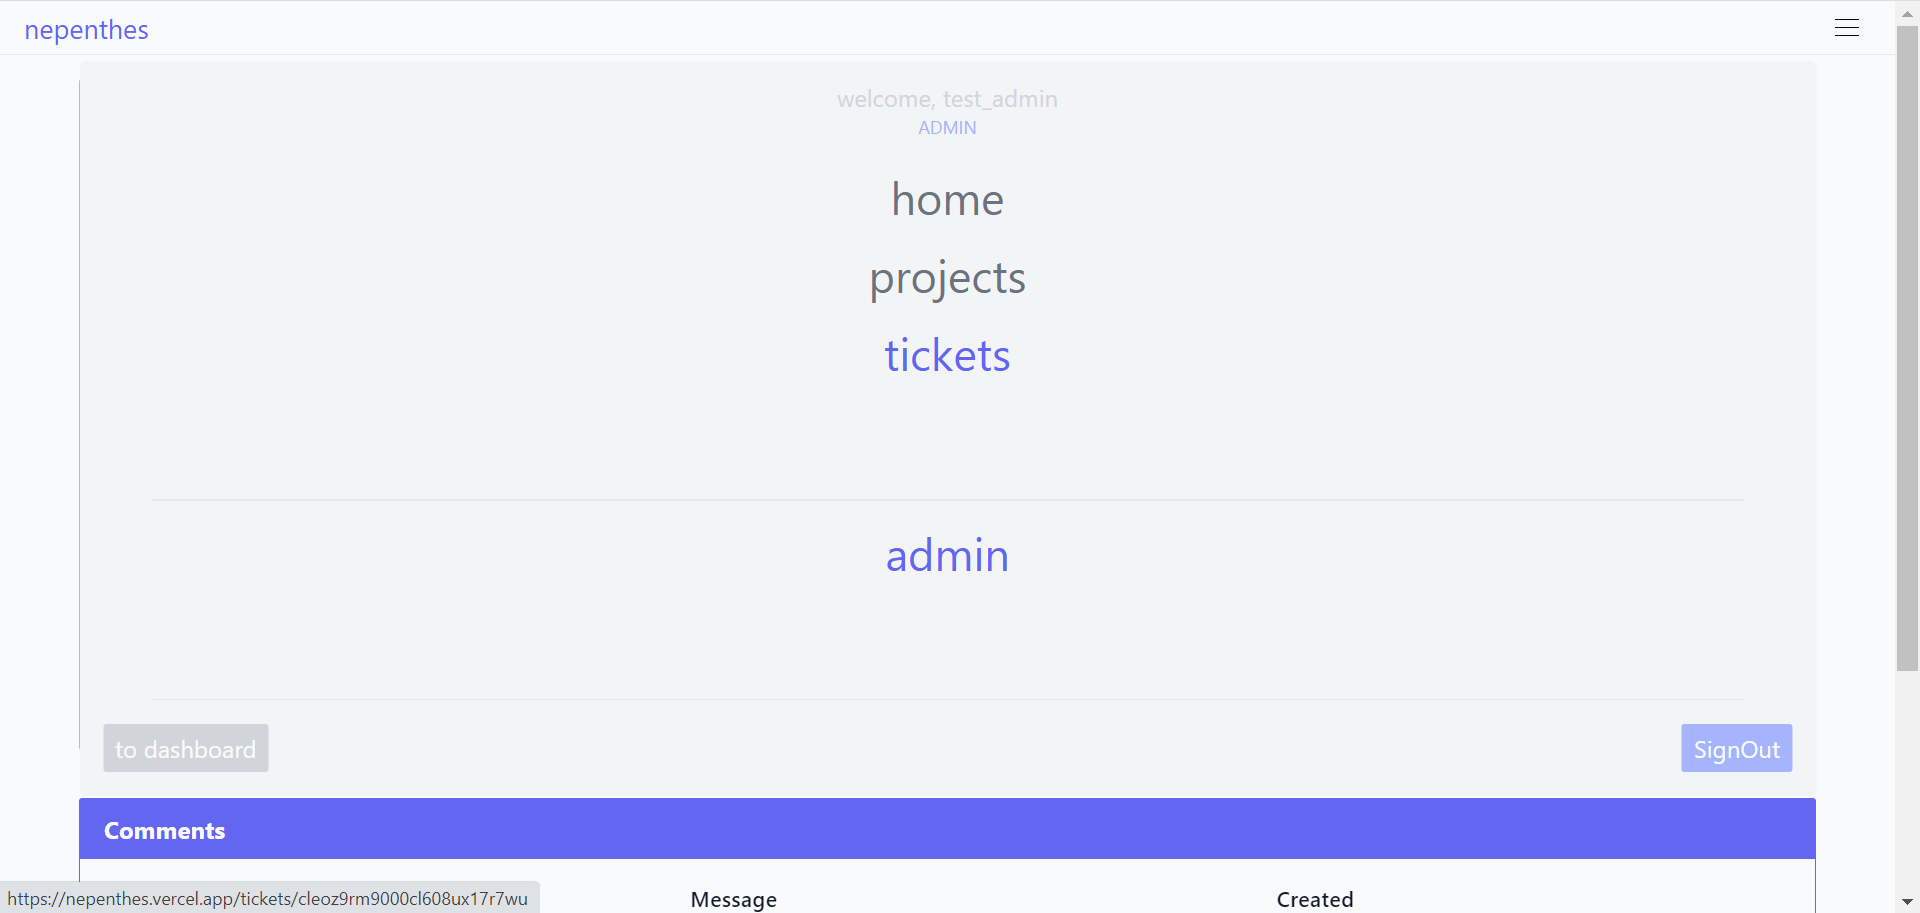 nepenthes
welcome, test_admin
ADMIN
home
projects
tickets
admin
to dashboard
SignOut
Comments
Message
Created
https://nepenthes.vercel.app/tickets/cleoz9rm9000cl608ux17r7wu